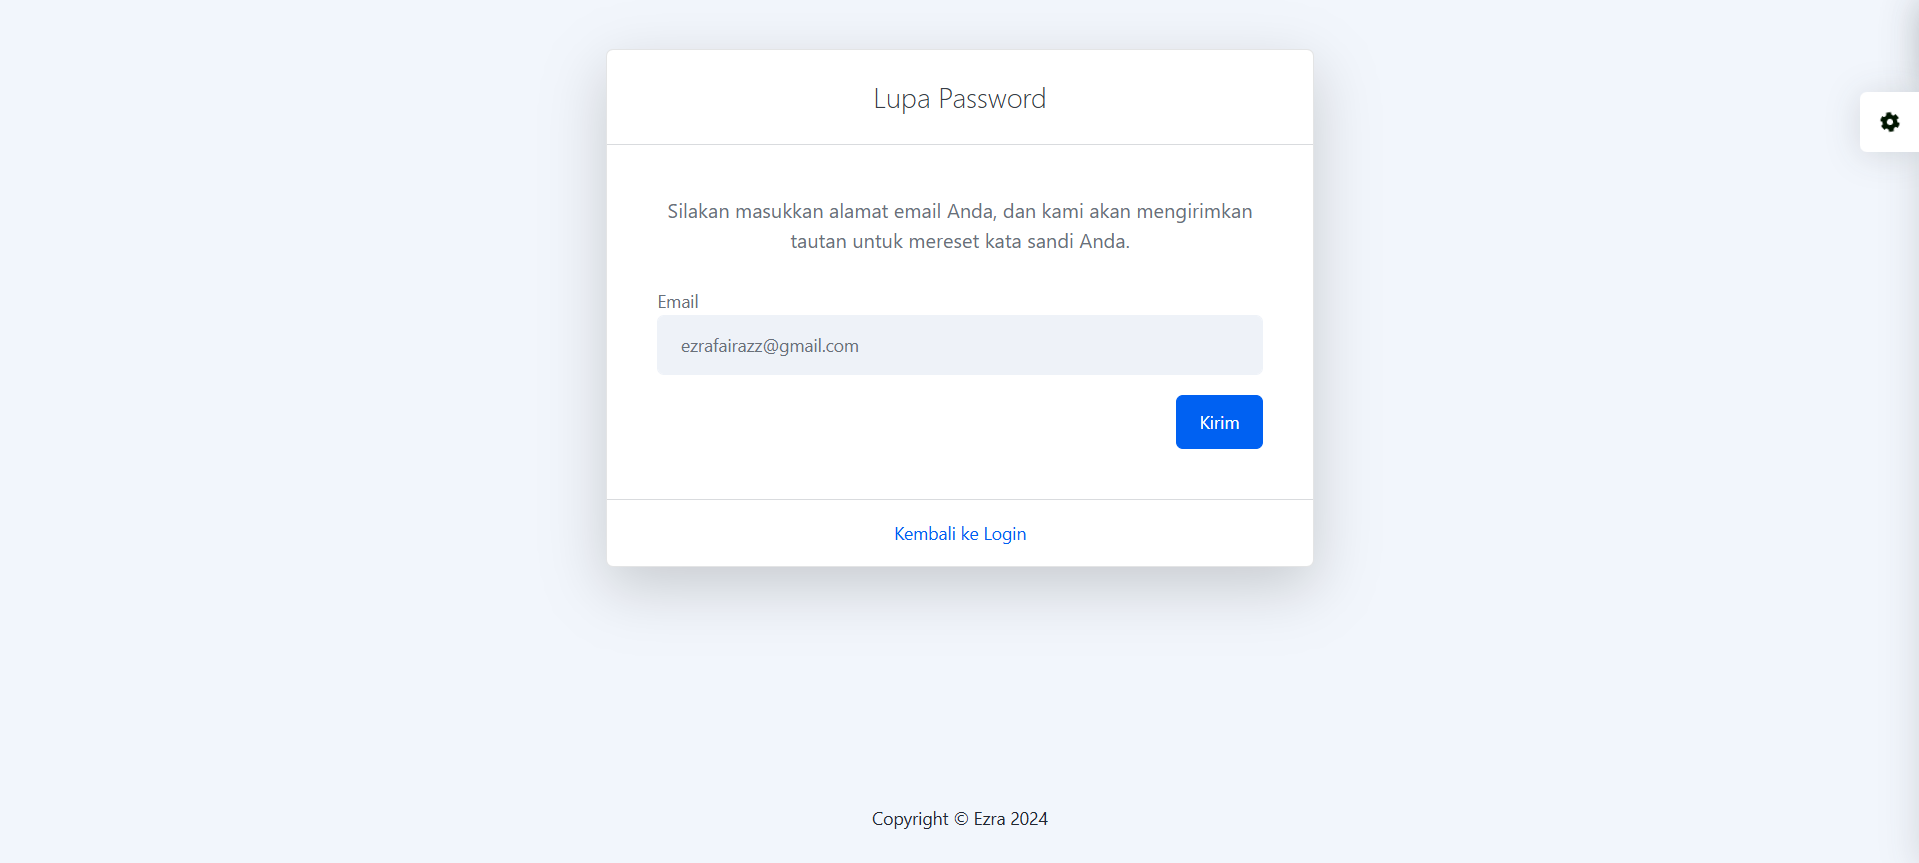 Lupa Password
Silakan masukkan alamat email Anda, dan kami akan mengirimkan
tautan untuk mereset kata sandi Anda.
Email
ezrafairazz@gmail.com
Kirim
Kembali ke Login
Copyright © Ezra 2024